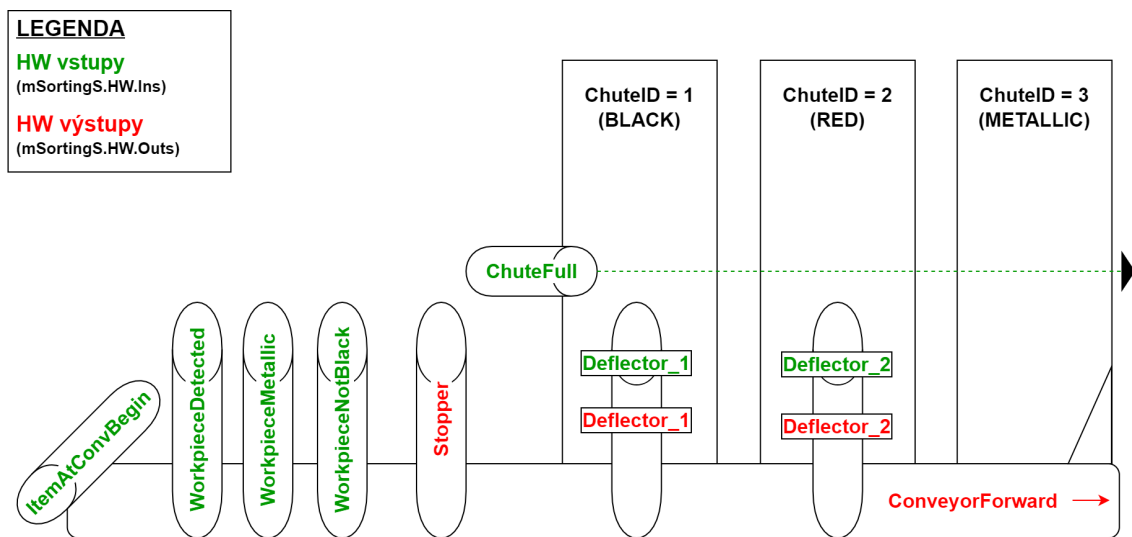 LEGENDA
HW vstupy
(mSortingS.HW.Ins)
HW výstupy
(mSortingS.HW.Outs)
ChuteID = 1
(BLACK)
ChuteID = 2
(RED)
ChuteID = 3
(METALLIC)
ChuteFull
ItemAtConvBegin
WorkpieceDetected
WorkpieceMetallic
WorkpieceNotBlack
Stopper
Deflector_1
Deflector_1
Deflector_2
Deflector_2
ConveyorForward